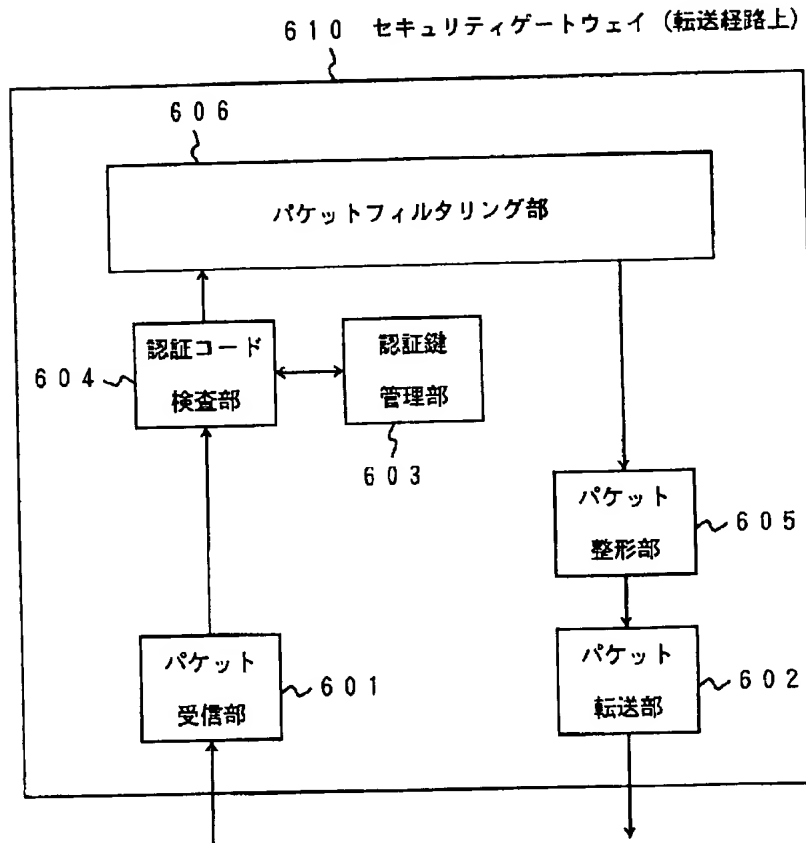 610 セキュリティゲートウェイ (転送経路上)
606
パケットフィルタリング部
認証コード
検査部
604
認証鍵
管理部
603
パケット
整形部
605
パケット
受信部
601
パケット
転送部
602